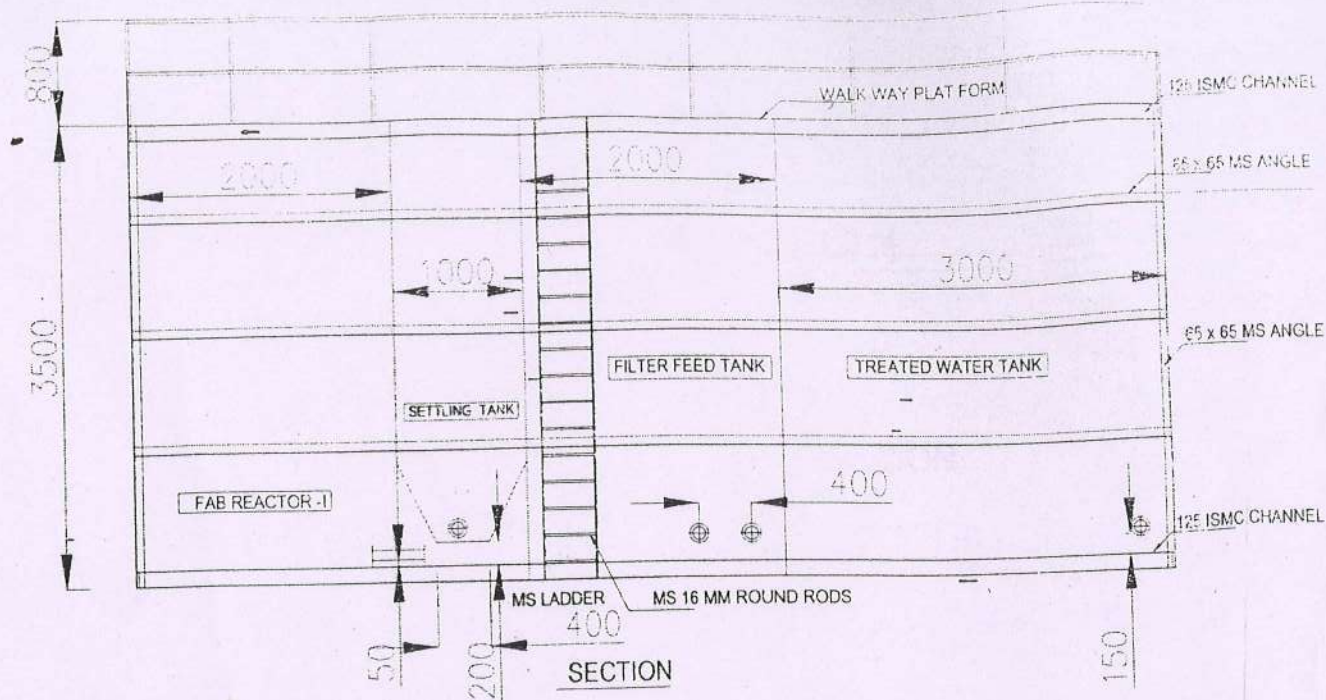 800
WALK WAY PLAT FORM
125 ISMC CHANNEL
2000
2000
65 x 65 MS ANGLE
1000
3000
3500
65 x 65 MS ANGLE
FILTER FEED TANK
TREATED WATER TANK
SETTLING TANK
FAB REACTOR -I
400
125 ISMC CHANNEL
MS LADDER
MS 16 MM ROUND RODS
50
200
400
150
SECTION